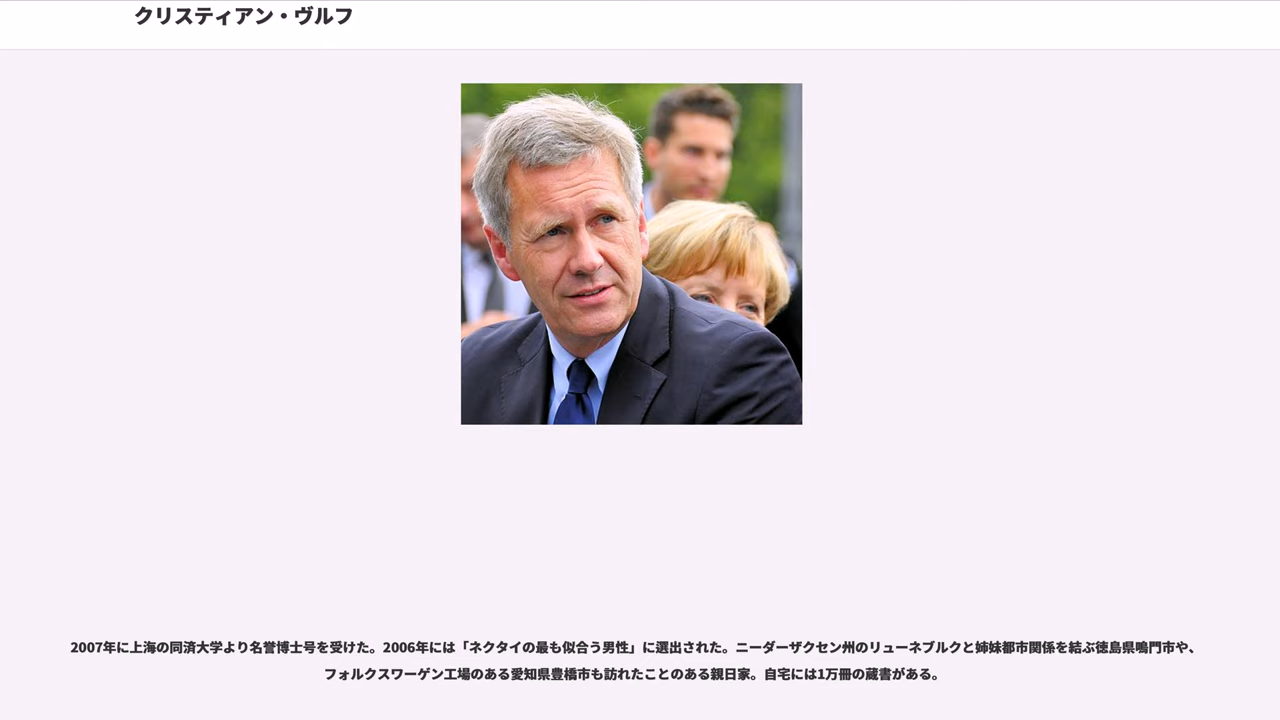 クリスティアン・ヴルフ
2007年に上海の同済大学より名誉博士号を受けた。2006年には「ネクタイの最も似合う男性」に選出された。ニーダーザクセン州のリューネブルクと姉妹都市関係を結ぶ徳島県鳴門市や、
フォルクスワーゲン工場のある愛知県豊橋市も訪れたことのある親日家。自宅には1万冊の蔵書がある。